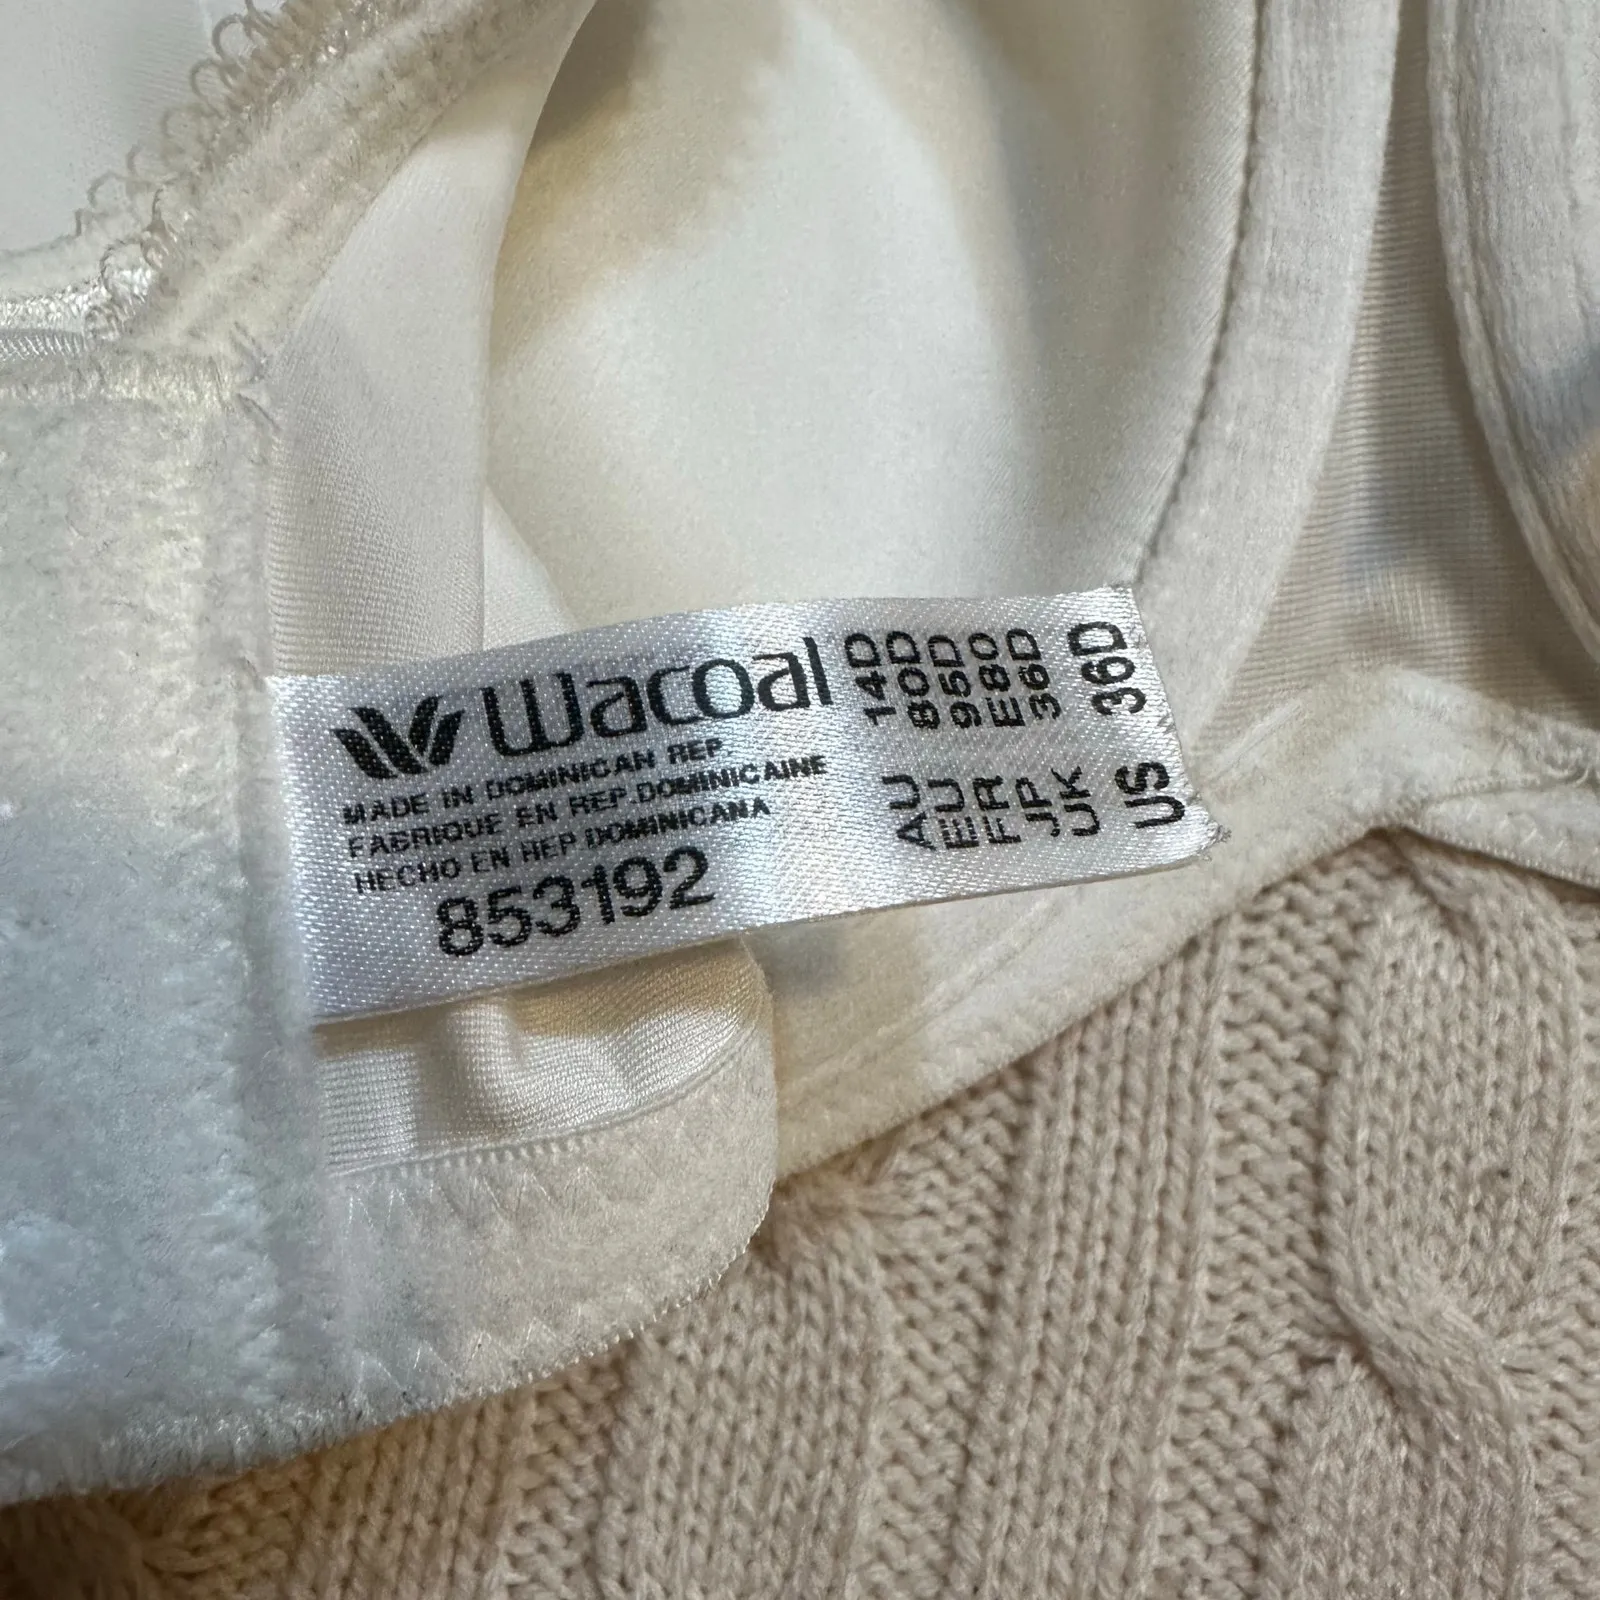 Wacoal
MADE IN DOMINICAN REP.
FABRIQUE EN REP.DOMINICAINE
HECHO EN REP DOMINICANA
853192
AU 14D
EU 80D
FR 95D
JP E80
UK 36D
US 36D